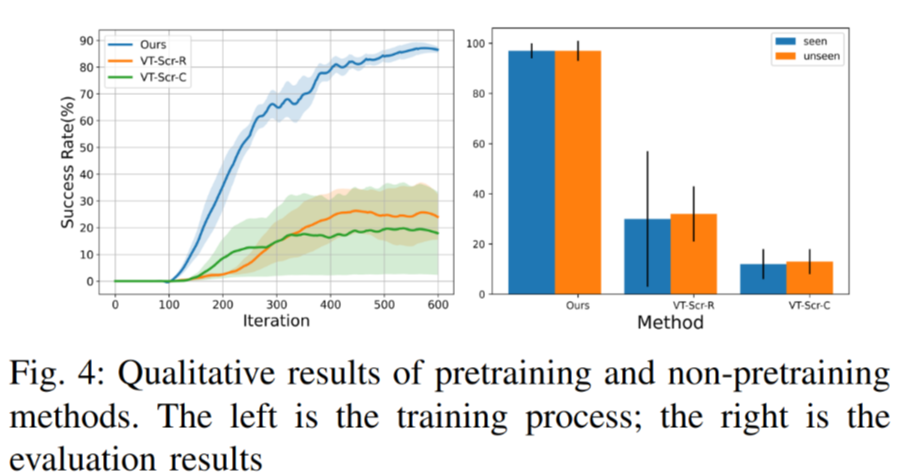 Success Rate(%)
90
80
70
60
50
40
30
20
10
0
Ours
VT-Scr-R
VT-Scr-C
0 100 200 300 400 500 600
Iteration
100
80
60
40
20
0
seen
unseen
Ours VT-Scr-R VT-Scr-C
Method
Fig. 4: Qualitative results of pretraining and non-pretraining
methods. The left is the training process; the right is the
evaluation results